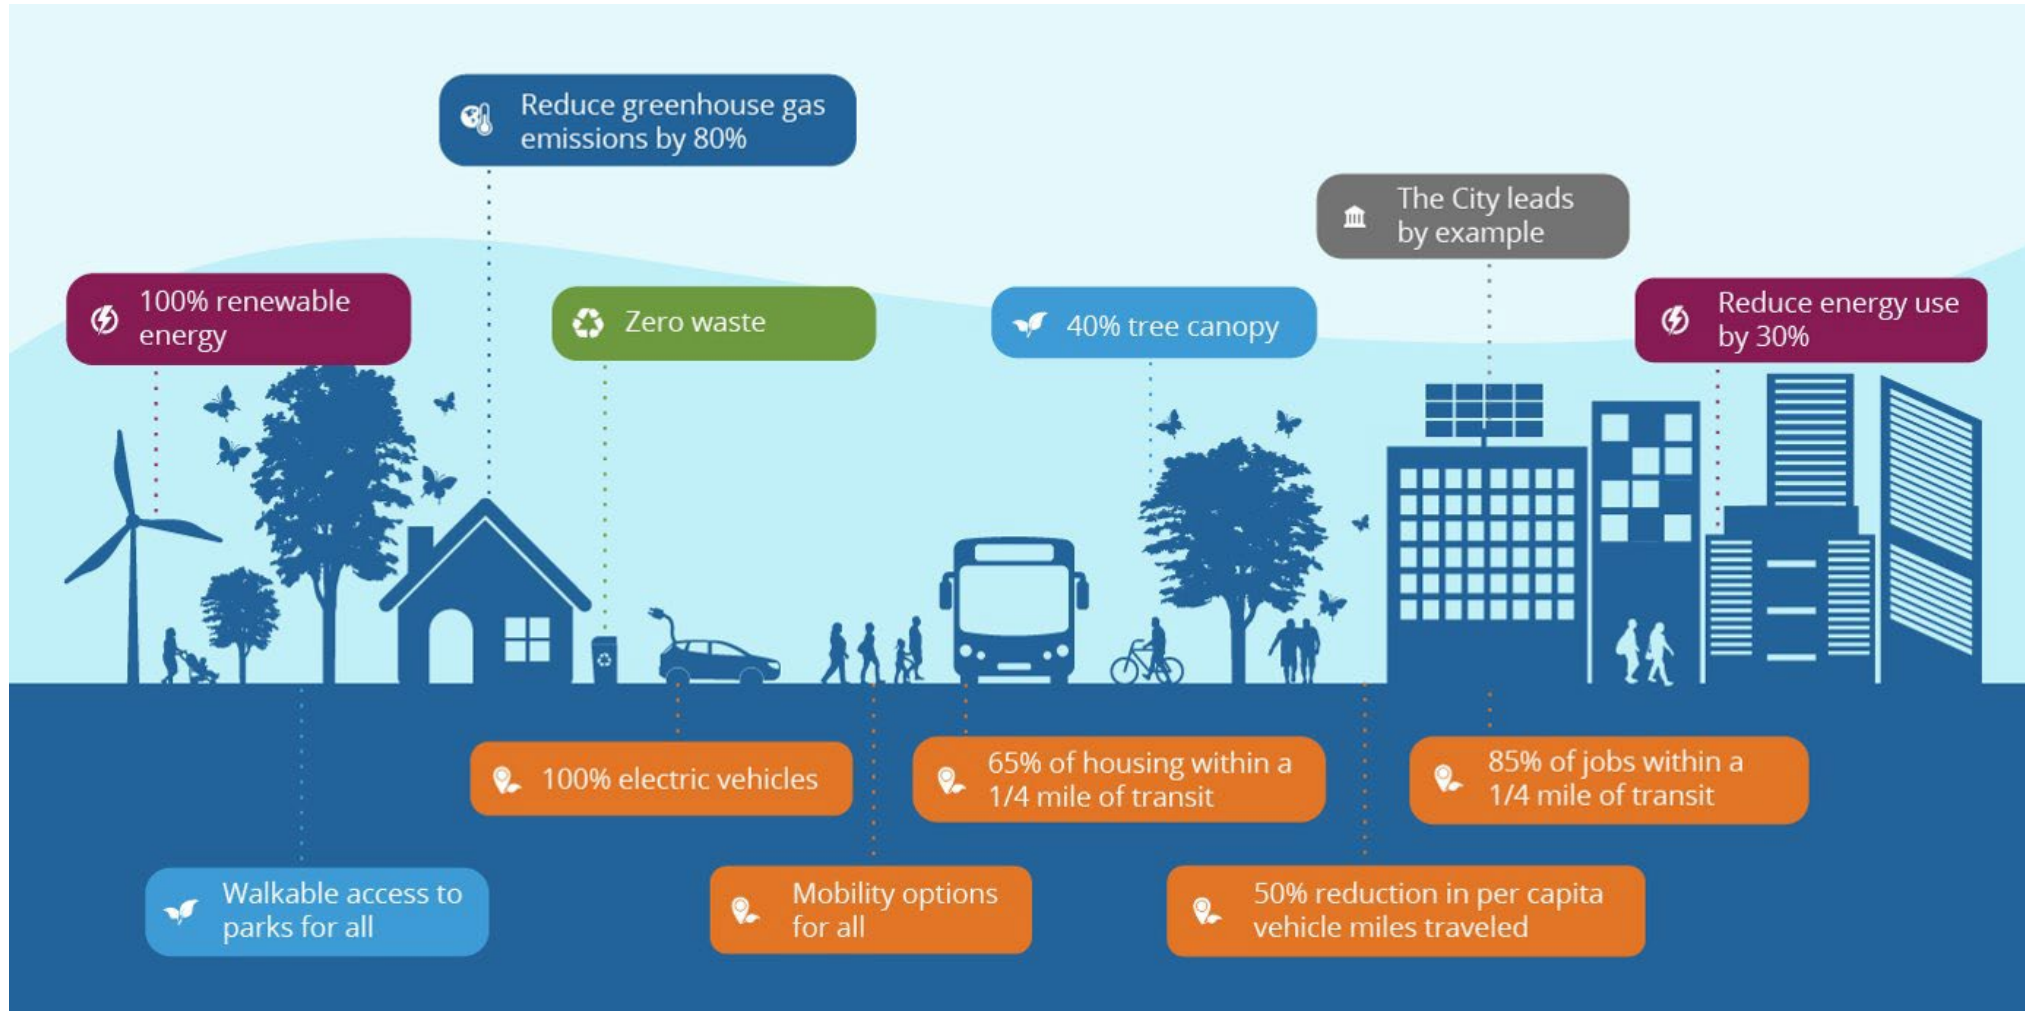 Reduce greenhouse gas
emissions by 80%
The City leads
by example
100% renewable
energy
Zero waste
40% tree canopy
Reduce energy use
by 30%
100% electric vehicles
65% of housing within a
1/4 mile of transit
85% of jobs within a
1/4 mile of transit
Walkable access to
parks for all
Mobility options
for all
50% reduction in per capita
vehicle miles traveled